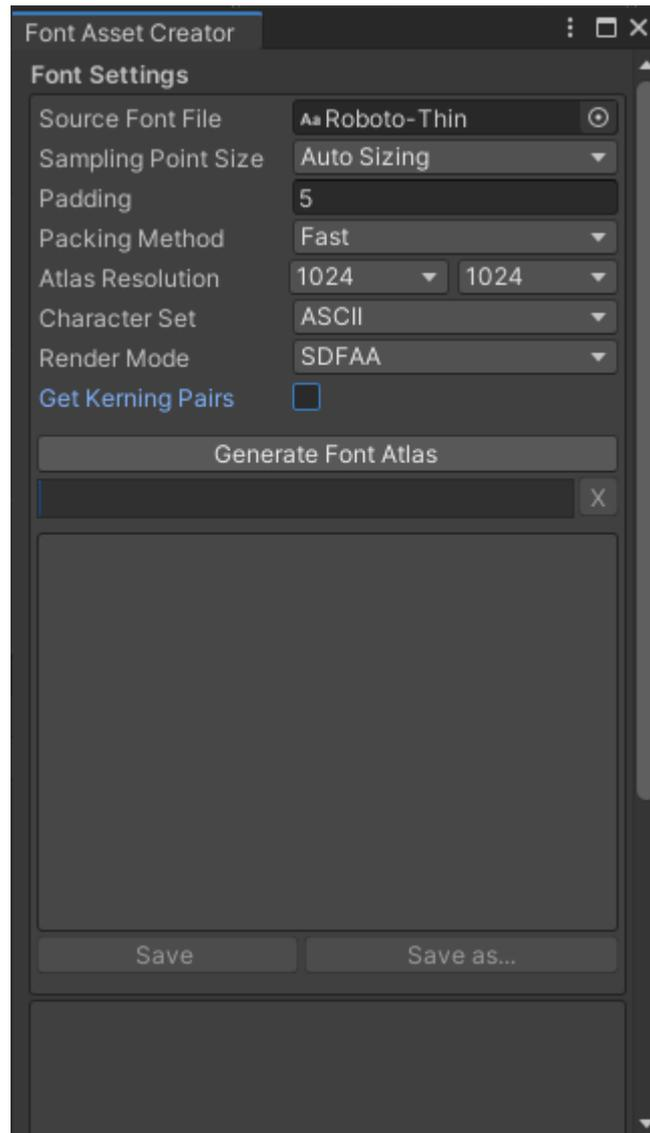 Font Asset Creator
Font Settings
Source Font File Aa Roboto-Thin
Sampling Point Size Auto Sizing
Padding 5
Packing Method Fast
Atlas Resolution 1024 1024
Character Set ASCII
Render Mode SDFAA
Get Kerning Pairs
Generate Font Atlas
X
Save Save as...